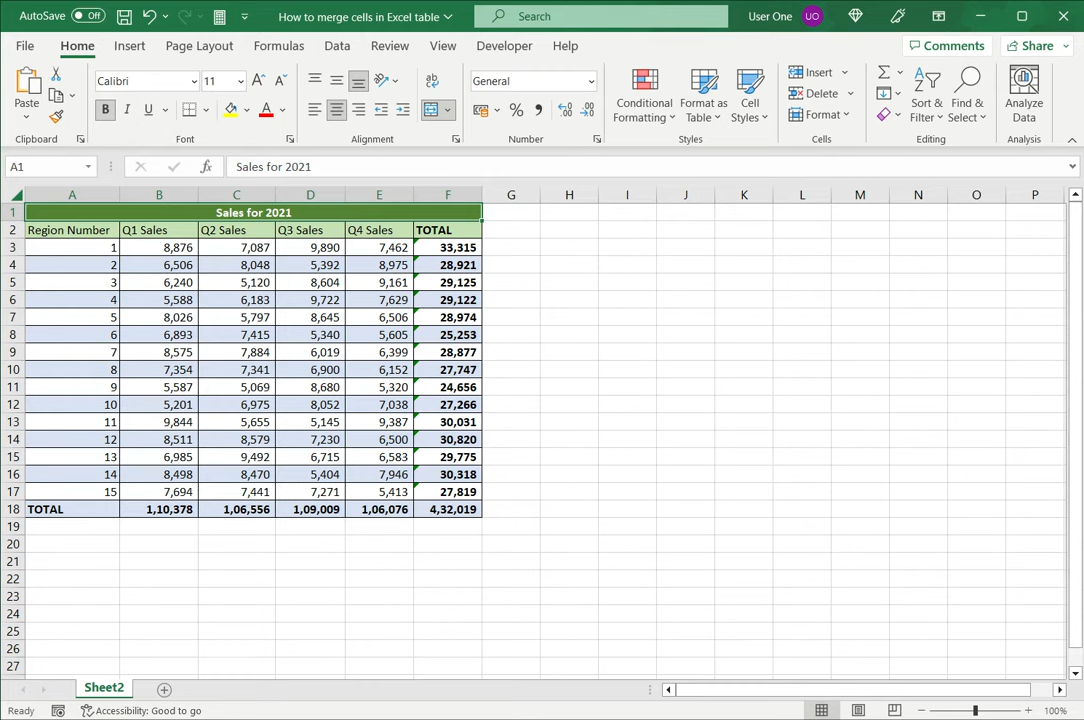 AutoSave Off How to merge cells in Excel table Search User One UO
File Home Insert Page Layout Formulas Data Review View Developer Help Comments Share
Paste Calibri 11 A A General Conditional Formatting Format as Table Cell Styles Insert Delete Format Sort & Filter Find & Select Analyze Data
B I U A ab c % 9
Clipboard Font Alignment Number Styles Cells Editing Analysis
A1 fx Sales for 2021
A B C D E F G H I J K L M N O P
1 Sales for 2021
2 Region Number Q1 Sales Q2 Sales Q3 Sales Q4 Sales TOTAL
3 1 8,876 7,087 9,890 7,462 33,315
4 2 6,506 8,048 5,392 8,975 28,921
5 3 6,240 5,120 8,604 9,161 29,125
6 4 5,588 6,183 9,722 7,629 29,122
7 5 8,026 5,797 8,645 6,506 28,974
8 6 6,893 7,415 5,340 5,605 25,253
9 7 8,575 7,884 6,019 6,399 28,877
10 8 7,354 7,341 6,900 6,152 27,747
11 9 5,587 5,069 8,680 5,320 24,656
12 10 5,201 6,975 8,052 7,038 27,266
13 11 9,844 5,655 5,145 9,387 30,031
14 12 8,511 8,579 7,230 6,500 30,820
15 13 6,985 9,492 6,715 6,583 29,775
16 14 8,498 8,470 5,404 7,946 30,318
17 15 7,694 7,441 7,271 5,413 27,819
18 TOTAL 1,10,378 1,06,556 1,09,009 1,06,076 4,32,019
19
20
21
22
23
24
25
26
27
Sheet2
Ready Accessibility: Good to go 100%